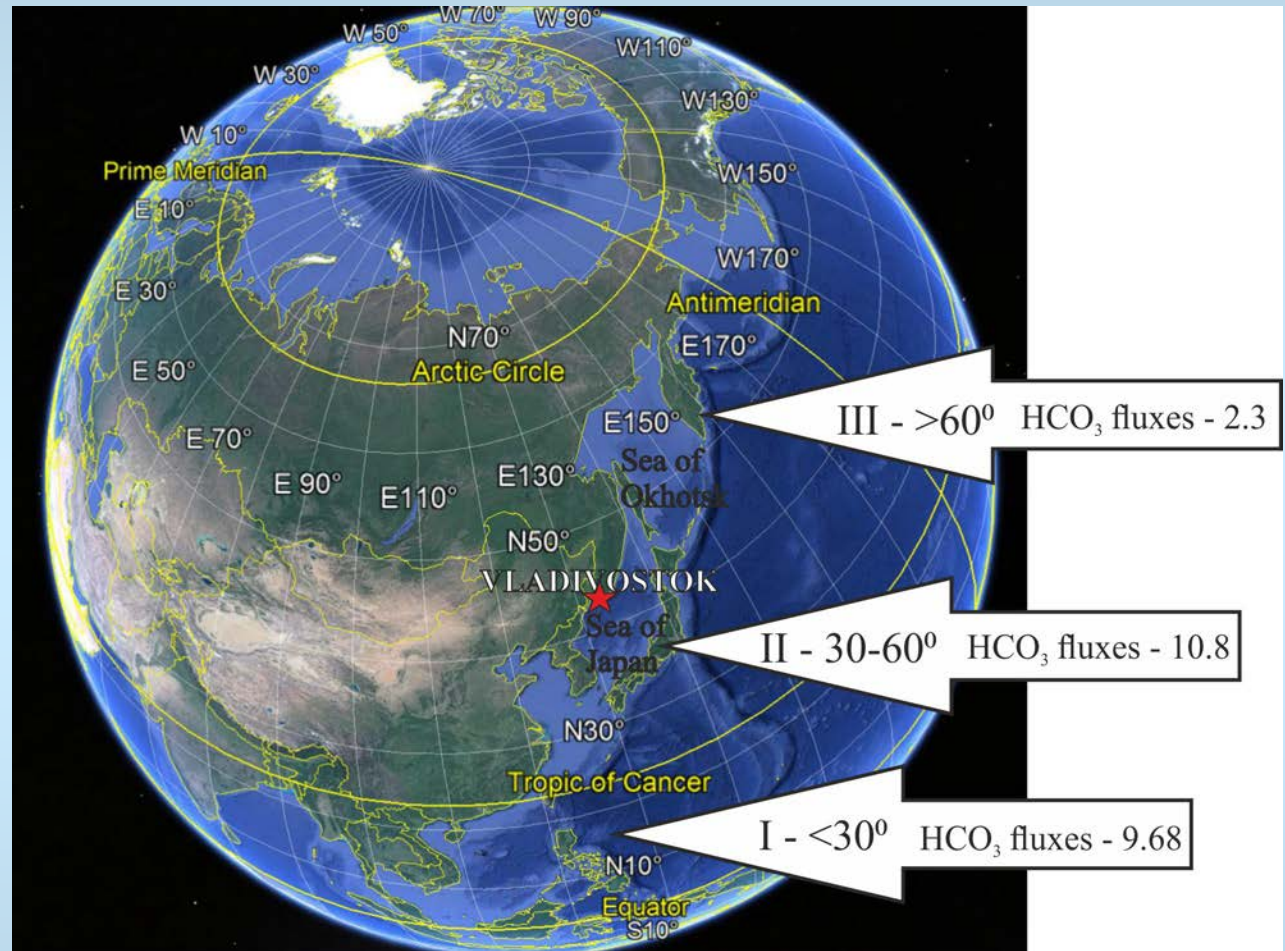 W 50°
W 70°
W 90°
W 30°
W110°
W130°
W 10°
Prime Meridian
W150°
E 10°
W170°
E 30°
Antimeridian
N70°
E170°
E 50°
Arctic Circle
III - >60⁰ HCO₃ fluxes - 2.3
E150°
E 70°
Sea of
Okhotsk
E130°
E 90°
E110°
N50°
VLADIVOSTOK
Sea of
Japan
II - 30-60⁰ HCO₃ fluxes - 10.8
N30°
Tropic of Cancer
I - <30⁰ HCO₃ fluxes - 9.68
N10°
Equator
S10°